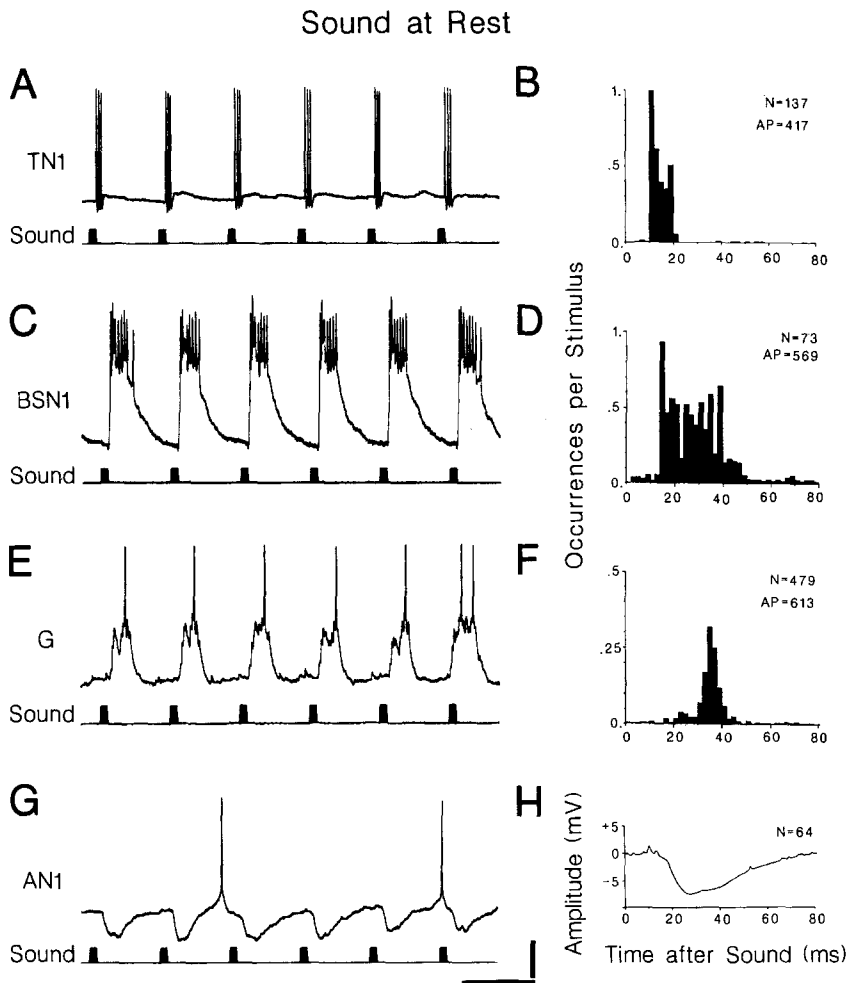 Sound at Rest
A
TN1
Sound
B
1.
.5
0.
N=137
AP=417
0 20 40 60 80
C
BSN1
Sound
D
1.
.5
0.
N=73
AP=569
0 20 40 60 80
E
G
Sound
F
.5
.25
0.
N=479
AP=613
0 20 40 60 80
Occurrences per Stimulus
G
AN1
Sound
H
Amplitude (mV)
+5
0
-5
N=64
0 20 40 60 80
Time after Sound (ms)